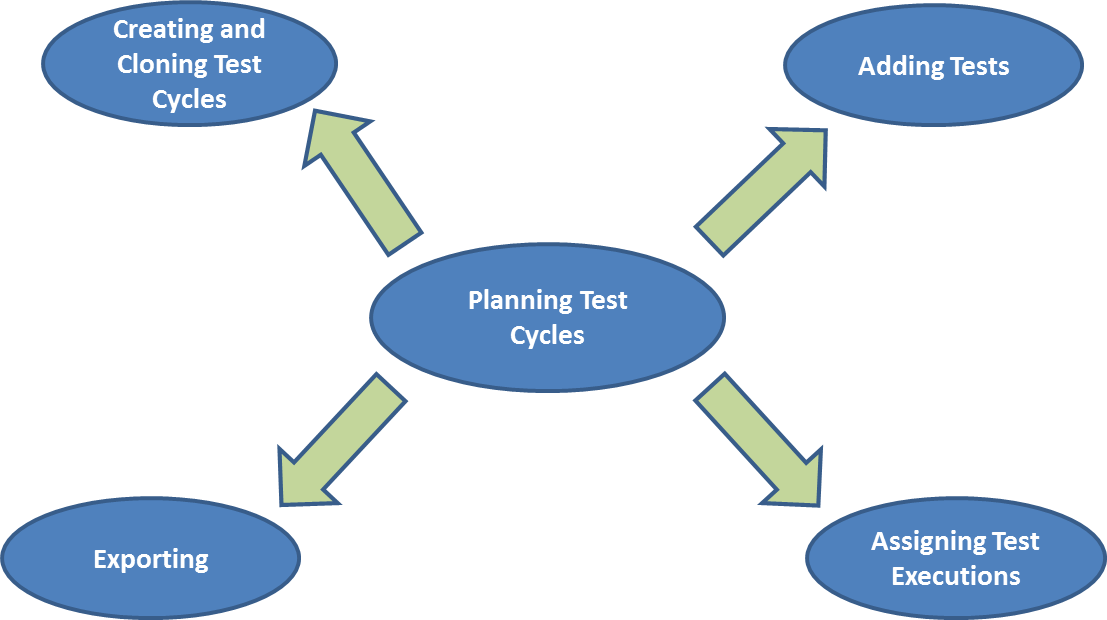 Creating and
Cloning Test
Cycles
Adding Tests
Planning Test
Cycles
Exporting
Assigning Test
Executions